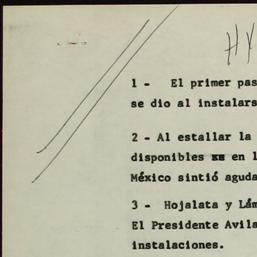 HY
1 - El primer pas
se dio al instalars
2 - Al estallar la
disponibles en l
México sintió aguda
3 - Hojalata y Lám
El Presidente Avila
instalaciones.